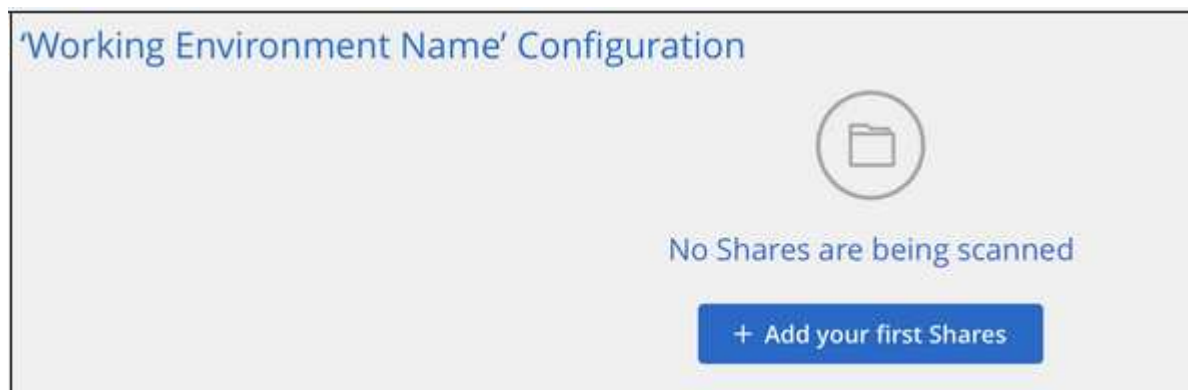 ‘Working Environment Name’ Configuration
No Shares are being scanned
+ Add your first Shares